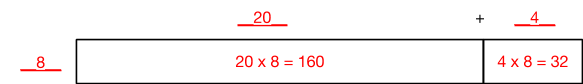 20 + 4
8 20 x 8 = 160 4 x 8 = 32